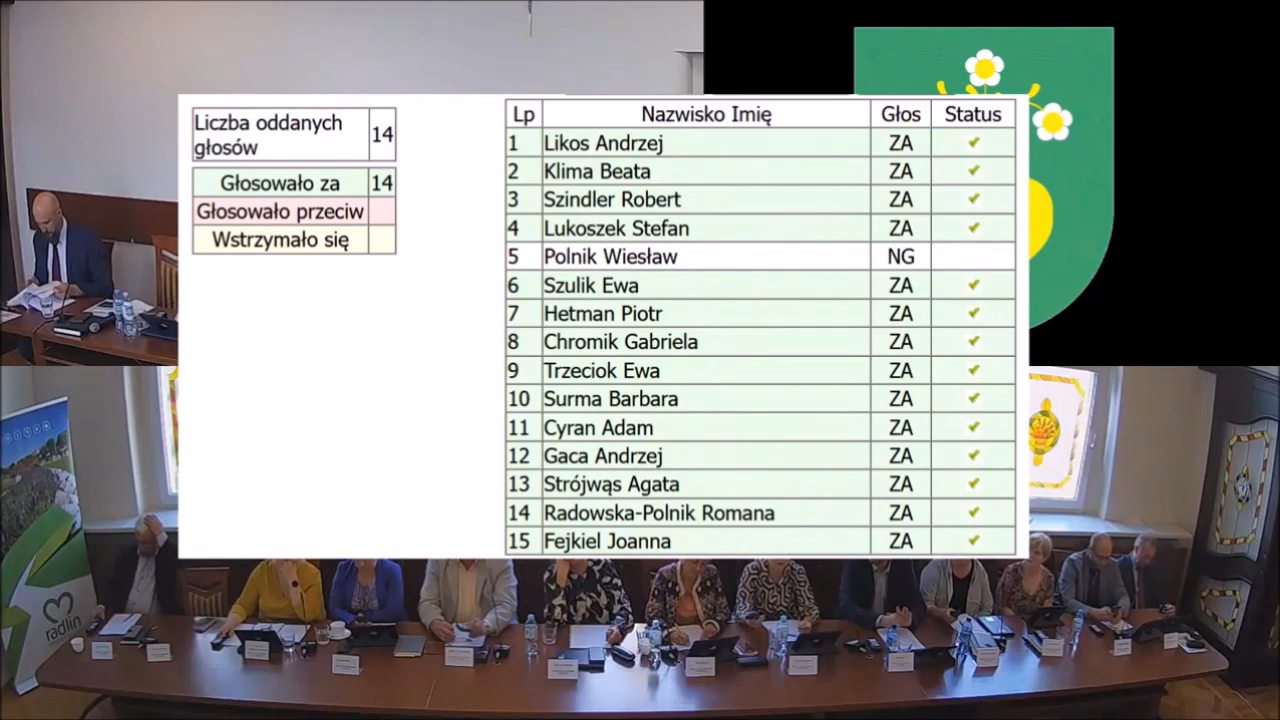 Liczba oddanych
głosów
14
Głosowało za 14
Głosowało przeciw
Wstrzymało się
Lp Nazwisko Imię Głos Status
1 Likos Andrzej ZA
2 Klima Beata ZA
3 Szindler Robert ZA
4 Lukoszek Stefan ZA
5 Polnik Wiesław NG
6 Szulik Ewa ZA
7 Hetman Piotr ZA
8 Chromik Gabriela ZA
9 Trzeciok Ewa ZA
10 Surma Barbara ZA
11 Cyran Adam ZA
12 Gaca Andrzej ZA
13 Strójwąs Agata ZA
14 Radowska-Polnik Romana ZA
15 Fejkiel Joanna ZA
radlin